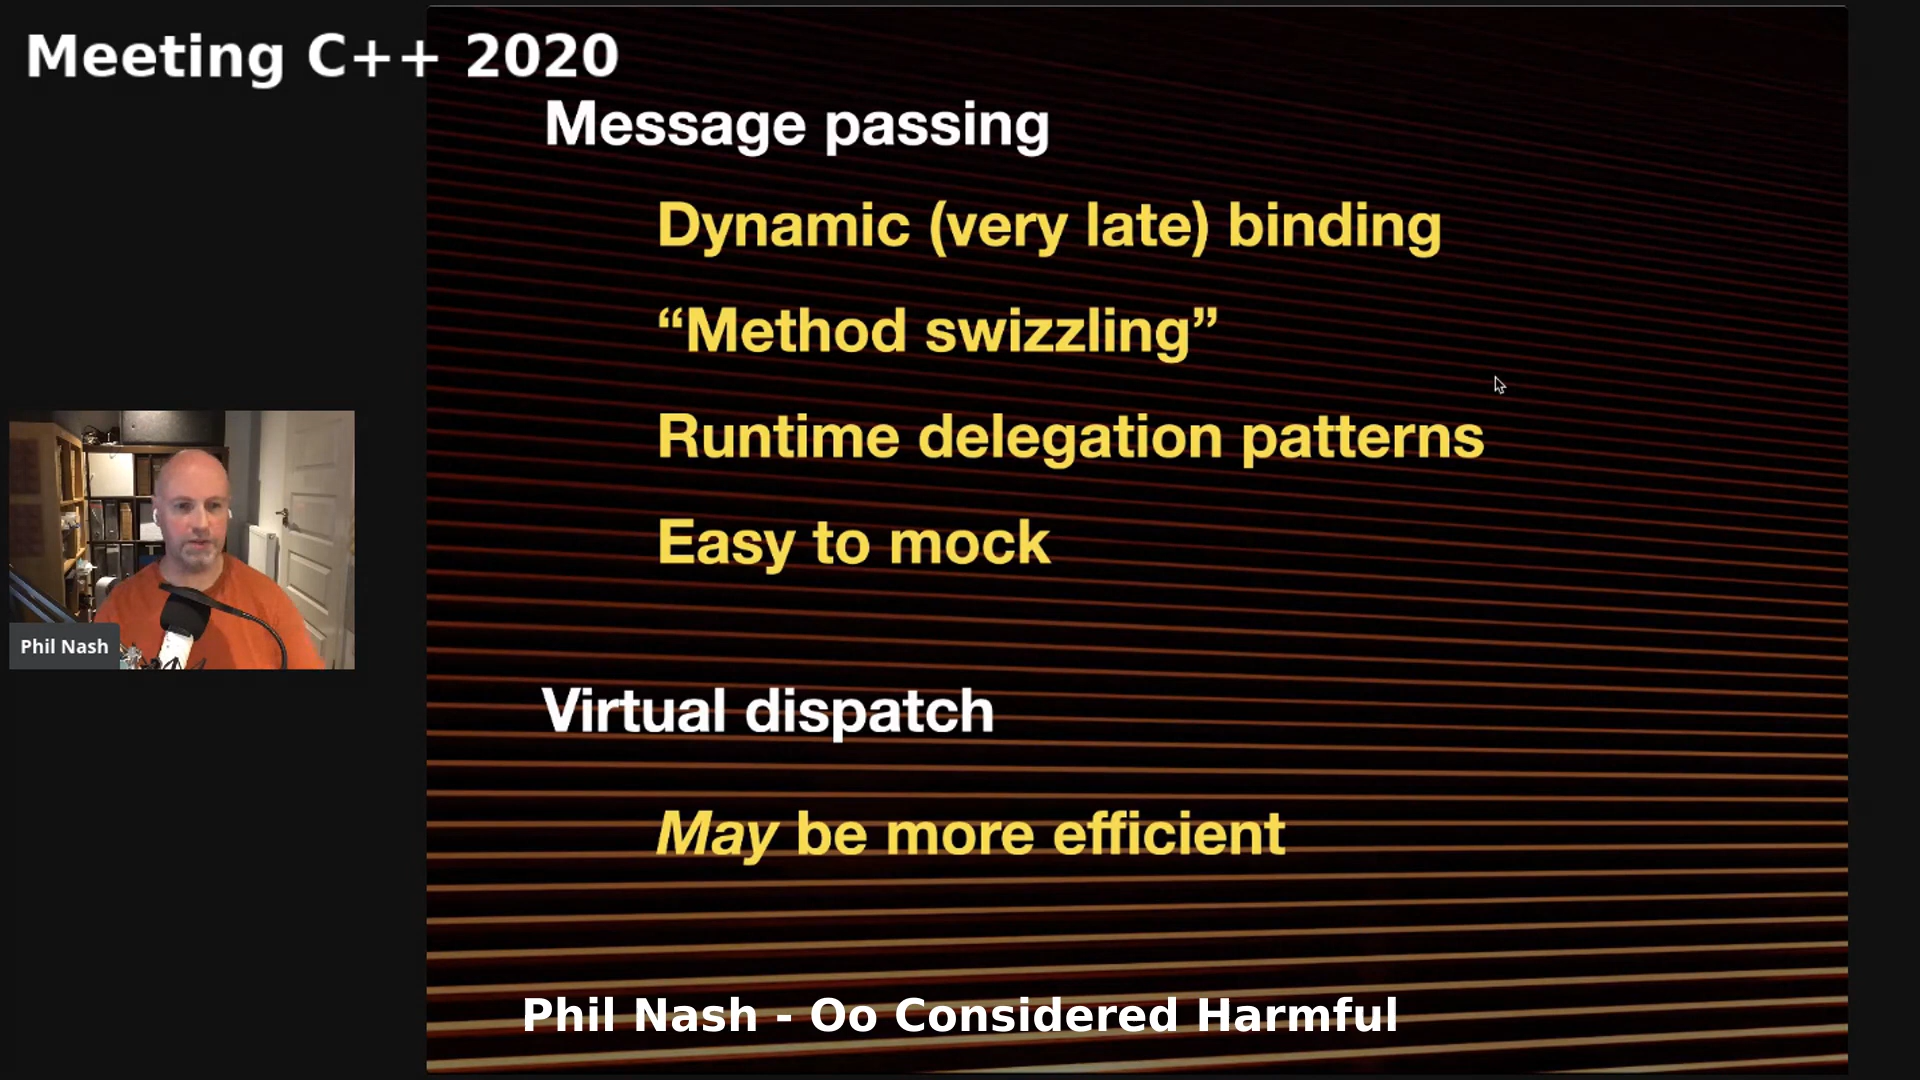 Meeting C++ 2020
Message passing
Dynamic (very late) binding
“Method swizzling”
Runtime delegation patterns
Easy to mock
Phil Nash
Virtual dispatch
May be more efficient
Phil Nash - Oo Considered Harmful